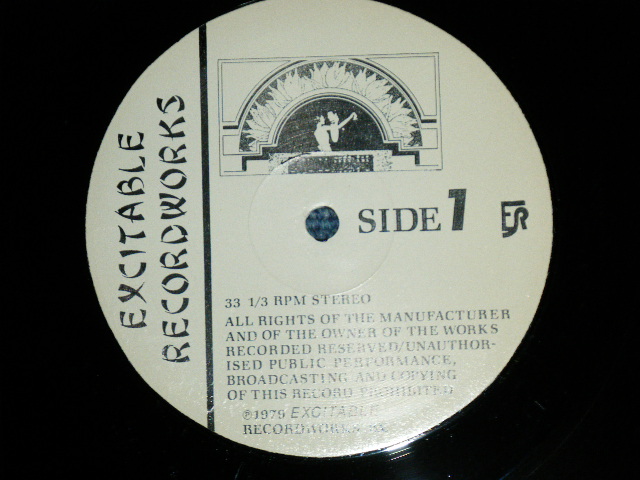 EXCITABLE
RECORDWORKS
SIDE 1
33 1/3 RPM STEREO
ALL RIGHTS OF THE MANUFACTURER
AND OF THE OWNER OF THE WORKS
RECORDED RESERVED/UNAUTHOR-
ISED PUBLIC PERFORMANCE,
BROADCASTING AND COPYING
OF THIS RECORD PROHIBITED
℗1979 EXCITABLE
RECORDWORKS